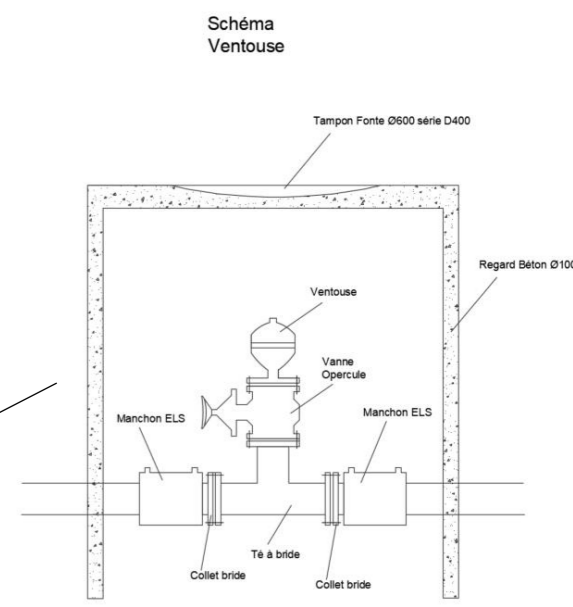 Schéma
Ventouse
Tampon Fonte Ø600 série D400
Regard Béton Ø100
Ventouse
Vanne
Opercule
Manchon ELS
Manchon ELS
Té à bride
Collet bride
Collet bride